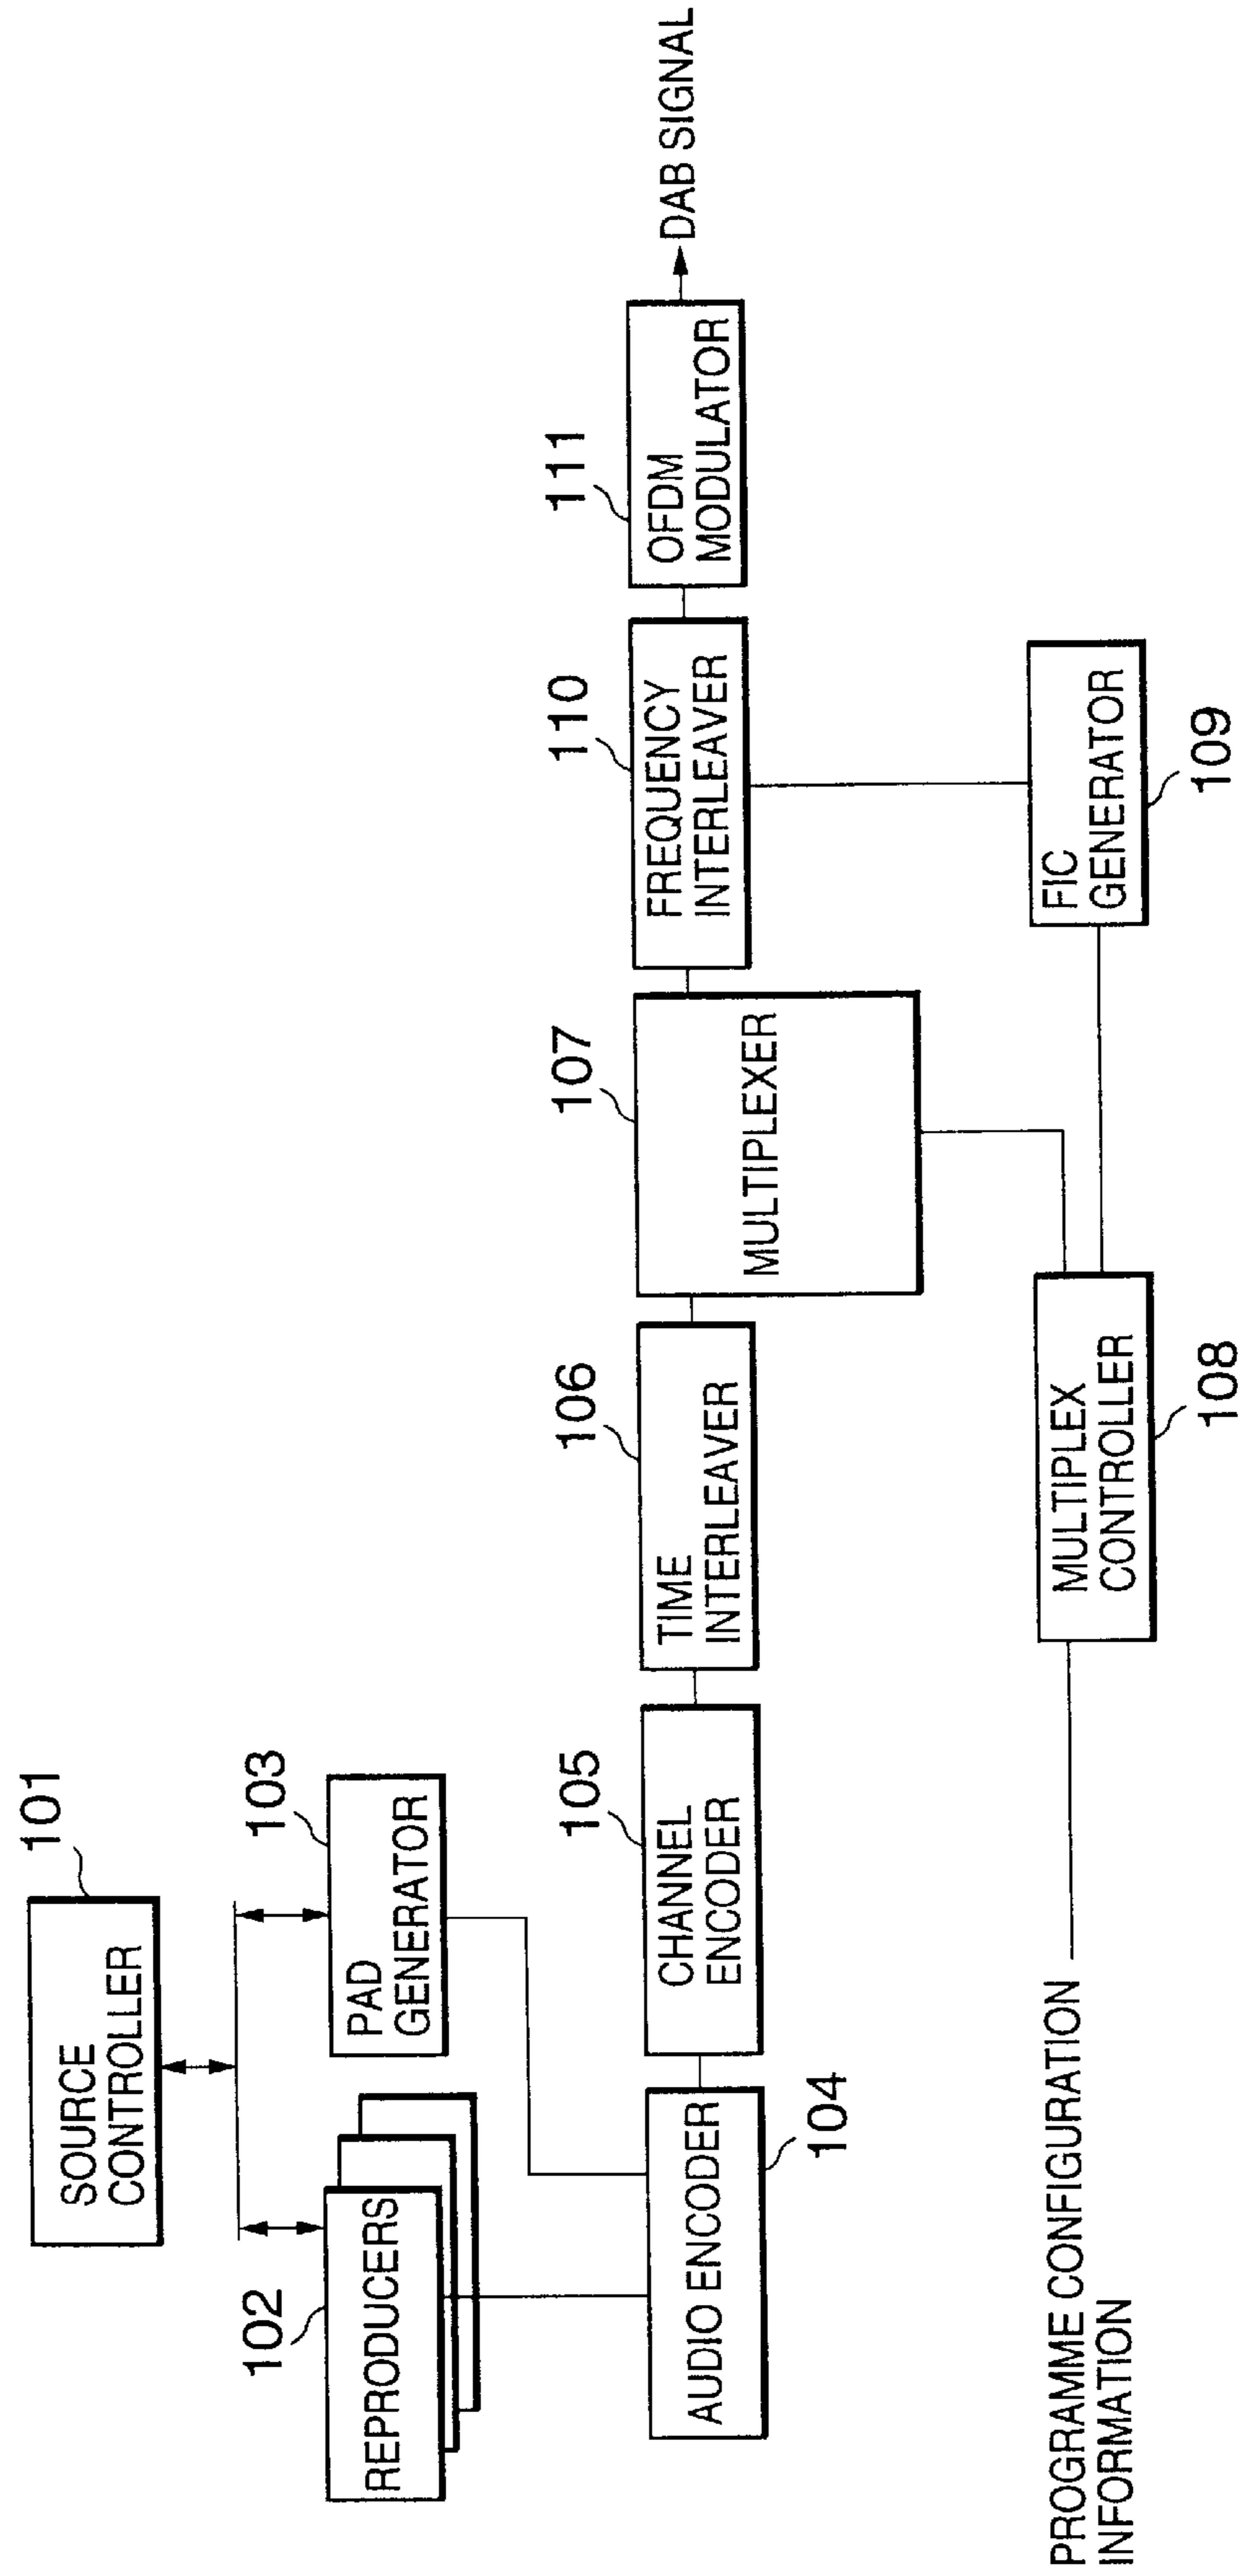 101
SOURCE
CONTROLLER
102
REPRODUCERS
103
PAD
GENERATOR
104
AUDIO ENCODER
105
CHANNEL
ENCODER
106
TIME
INTERLEAVER
107
MULTIPLEXER
110
FREQUENCY
INTERLEAVER
111
OFDM
MODULATOR
DAB SIGNAL
PROGRAMME CONFIGURATION
INFORMATION
MULTIPLEX
CONTROLLER
108
FIC
GENERATOR
109